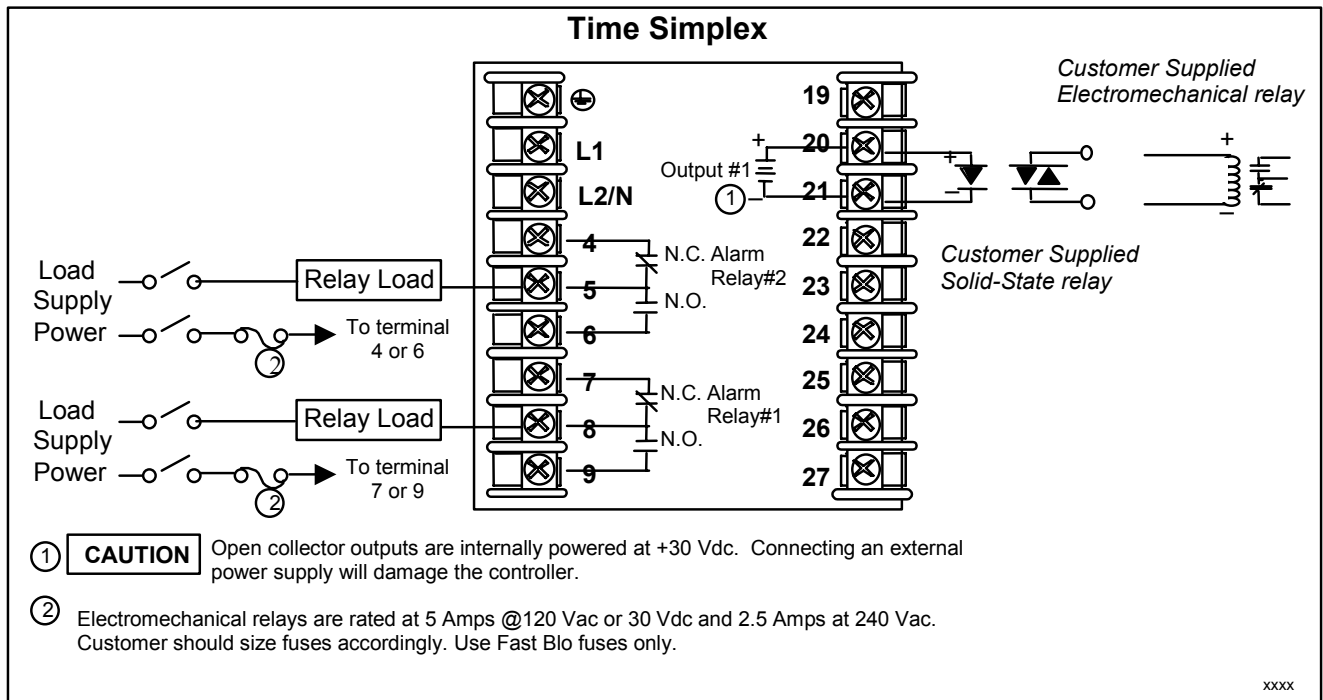 Time Simplex
Customer Supplied
Electromechanical relay
19
L1
20
+
Output #1
+
+
L2/N
21
1
–
–
–
4
N.C. Alarm
Relay#2
22
Customer Supplied
Solid-State relay
Load
Supply
Power
Relay Load
5
N.O.
23
2
To terminal
4 or 6
6
24
7
N.C. Alarm
Relay#1
25
Load
Supply
Power
Relay Load
8
N.O.
26
2
To terminal
7 or 9
9
27
1 CAUTION Open collector outputs are internally powered at +30 Vdc. Connecting an external
power supply will damage the controller.
2 Electromechanical relays are rated at 5 Amps @120 Vac or 30 Vdc and 2.5 Amps at 240 Vac.
Customer should size fuses accordingly. Use Fast Blo fuses only.
xxxx